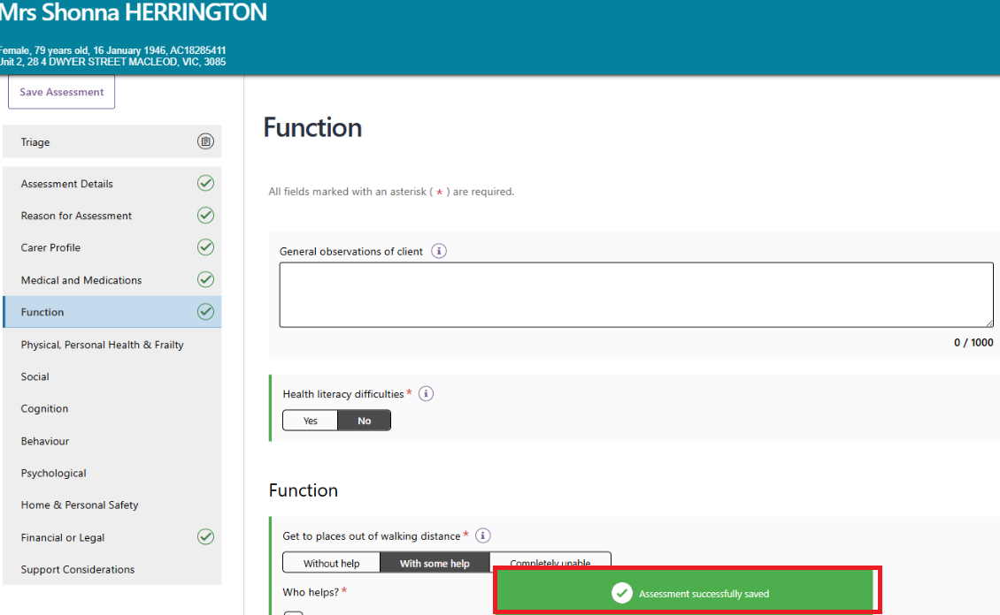 Mrs Shonna HERRINGTON
Female, 79 years old, 16 January 1946, AC18285411
Unit 2, 28 4 DWYER STREET MACLEOD, VIC, 3085
Save Assessment
Triage
Assessment Details
Reason for Assessment
Carer Profile
Medical and Medications
Function
Physical, Personal Health & Frailty
Social
Cognition
Behaviour
Psychological
Home & Personal Safety
Financial or Legal
Support Considerations
Function
All fields marked with an asterisk ( * ) are required.
General observations of client
0 / 1000
Health literacy difficulties *
Yes No
Function
Get to places out of walking distance *
Without help With some help Completely unable
Who helps? *
Assessment successfully saved